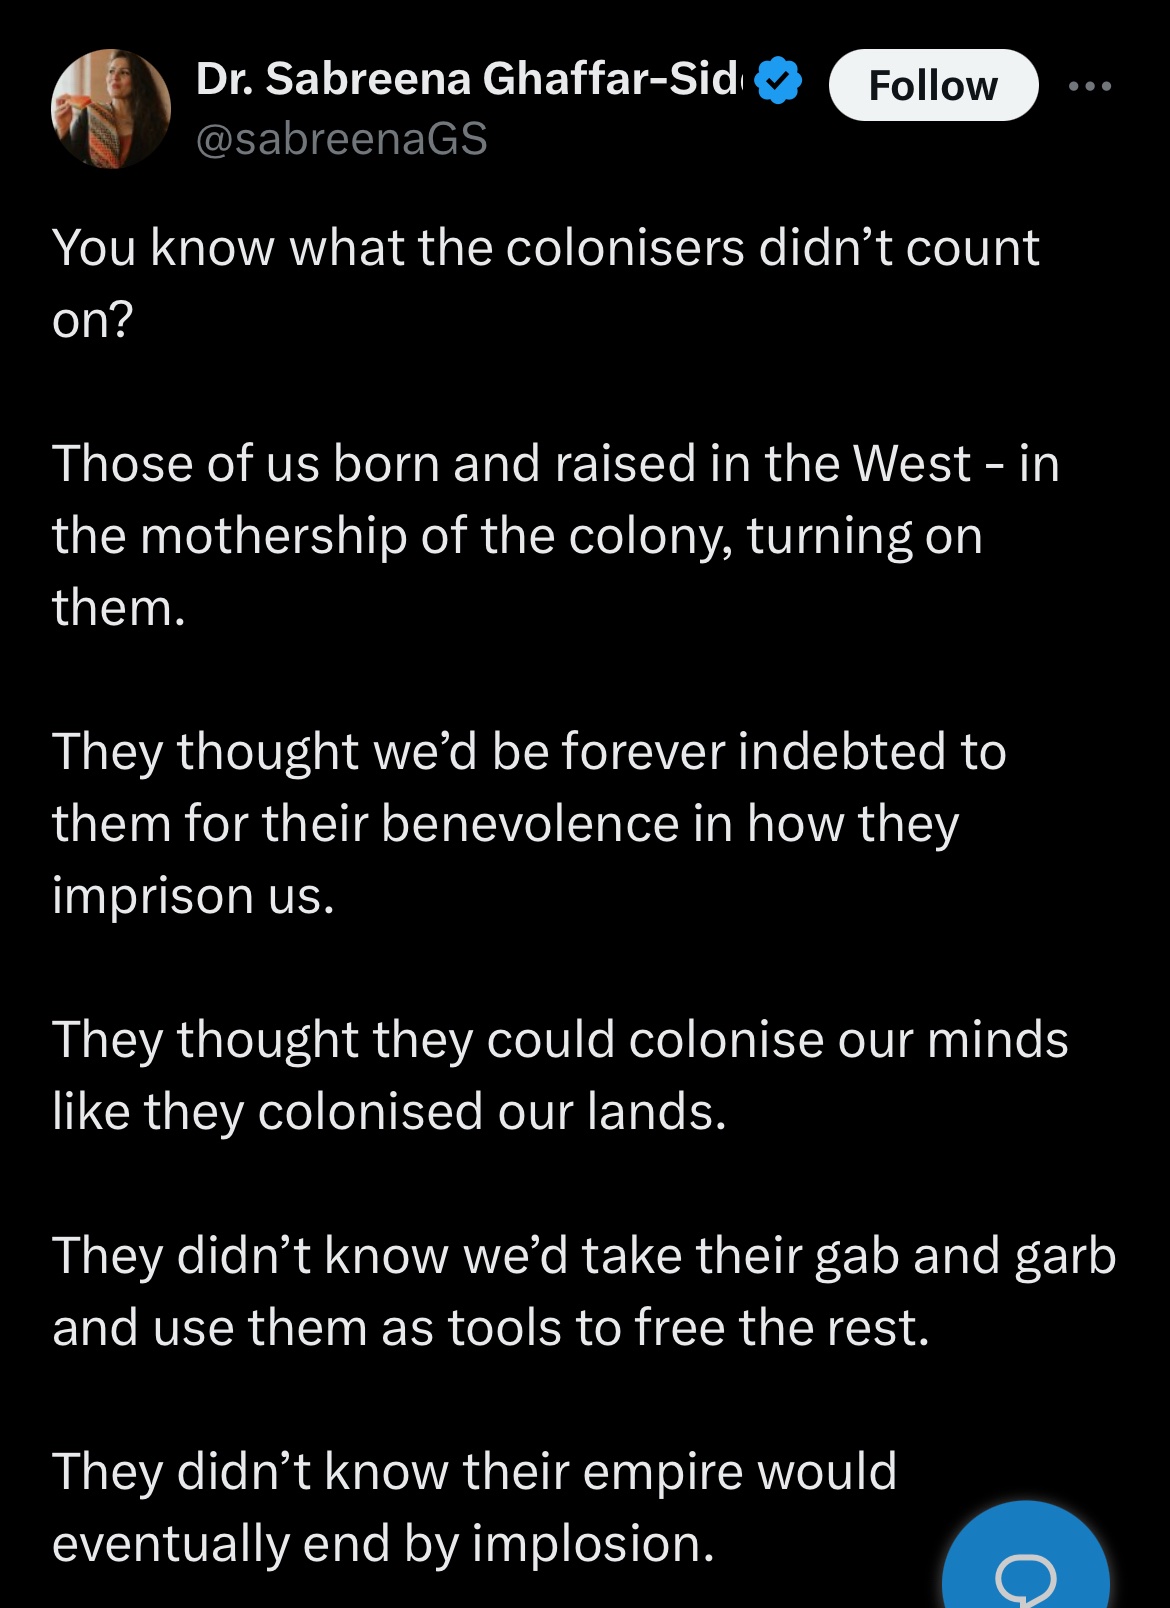 Dr. Sabreena Ghaffar-Sid
Follow
@sabreenaGS
You know what the colonisers didn’t count
on?
Those of us born and raised in the West - in
the mothership of the colony, turning on
them.
They thought we’d be forever indebted to
them for their benevolence in how they
imprison us.
They thought they could colonise our minds
like they colonised our lands.
They didn’t know we’d take their gab and garb
and use them as tools to free the rest.
They didn’t know their empire would
eventually end by implosion.